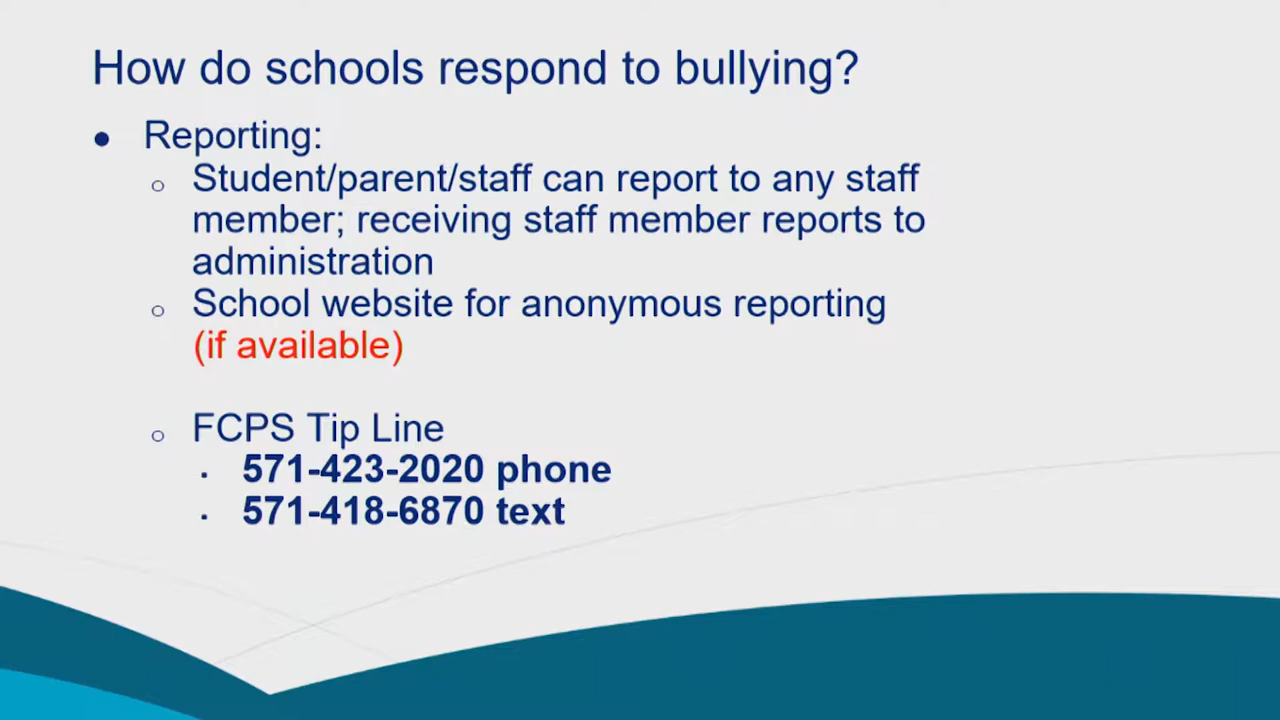 How do schools respond to bullying?
● Reporting:
○ Student/parent/staff can report to any staff
member; receiving staff member reports to
administration
○ School website for anonymous reporting
(if available)
○ FCPS Tip Line
▪ 571-423-2020 phone
▪ 571-418-6870 text